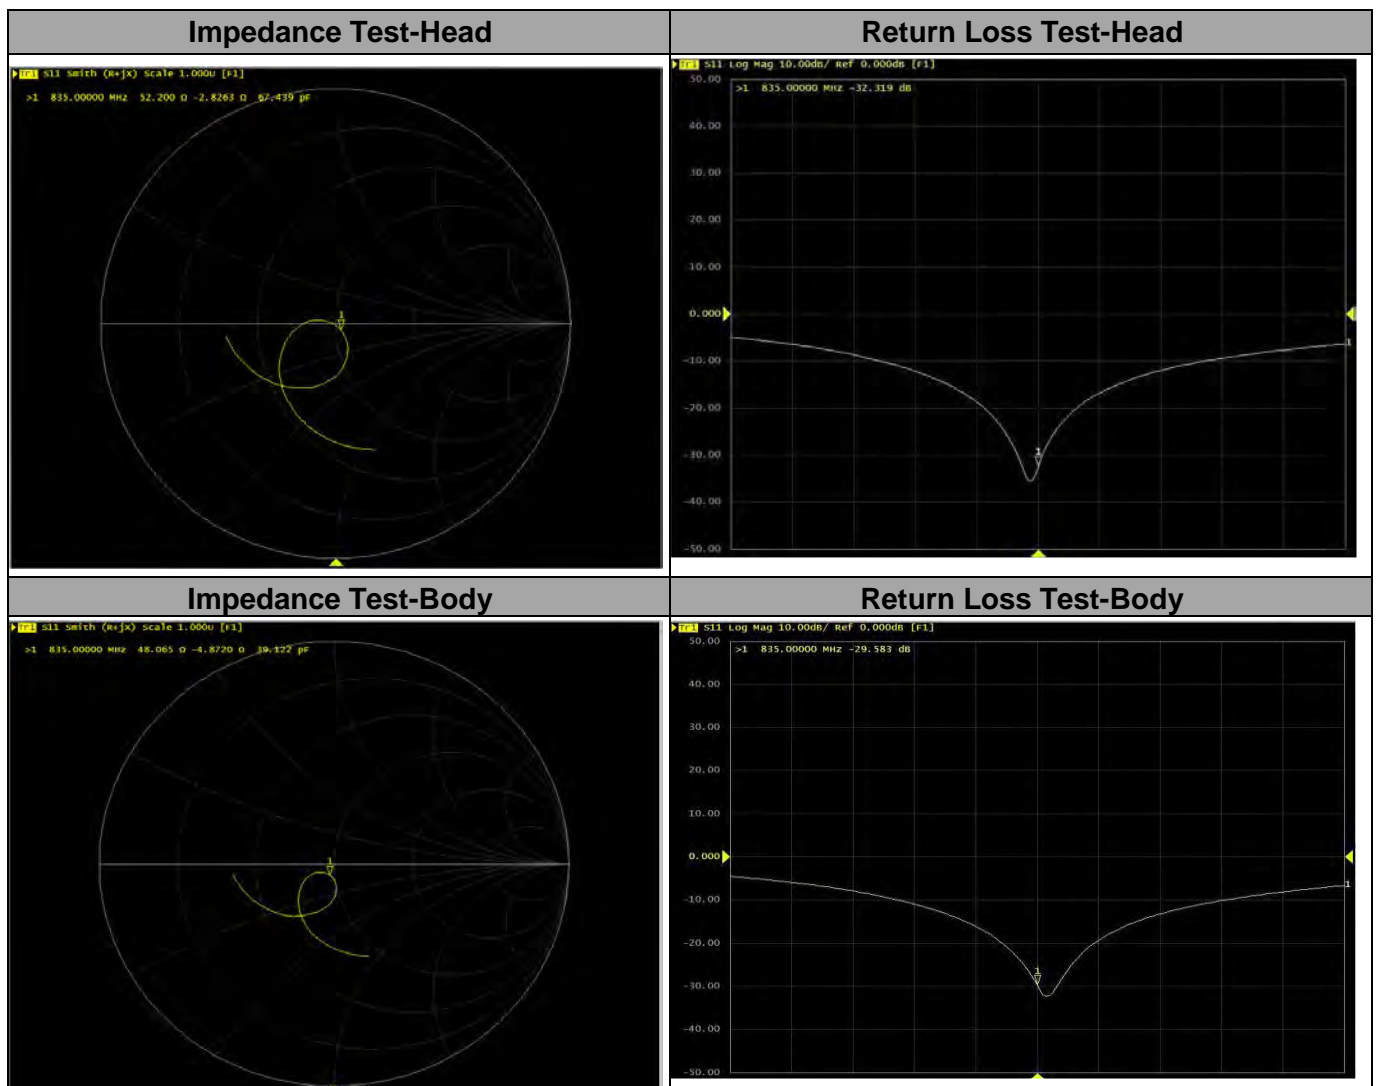 Impedance Test-Head
Return Loss Test-Head
Tr1 S11 Smith (R+jX) Scale 1.000U [F1]
>1 835.00000 MHz 52.200 Ω -2.8263 Ω 67.439 pF
1
Tr1 S11 Log Mag 10.00dB/ Ref 0.000dB [F1]
50.00
>1 835.00000 MHz -32.319 dB
40.00
30.00
20.00
10.00
0.000
-10.00
-20.00
-30.00
-40.00
-50.00
1
1
Impedance Test-Body
Return Loss Test-Body
Tr1 S11 Smith (R+jX) Scale 1.000U [F1]
>1 835.00000 MHz 48.065 Ω -4.8720 Ω 39.122 pF
1
Tr1 S11 Log Mag 10.00dB/ Ref 0.000dB [F1]
50.00
>1 835.00000 MHz -29.583 dB
40.00
30.00
20.00
10.00
0.000
-10.00
-20.00
-30.00
-40.00
-50.00
1
1